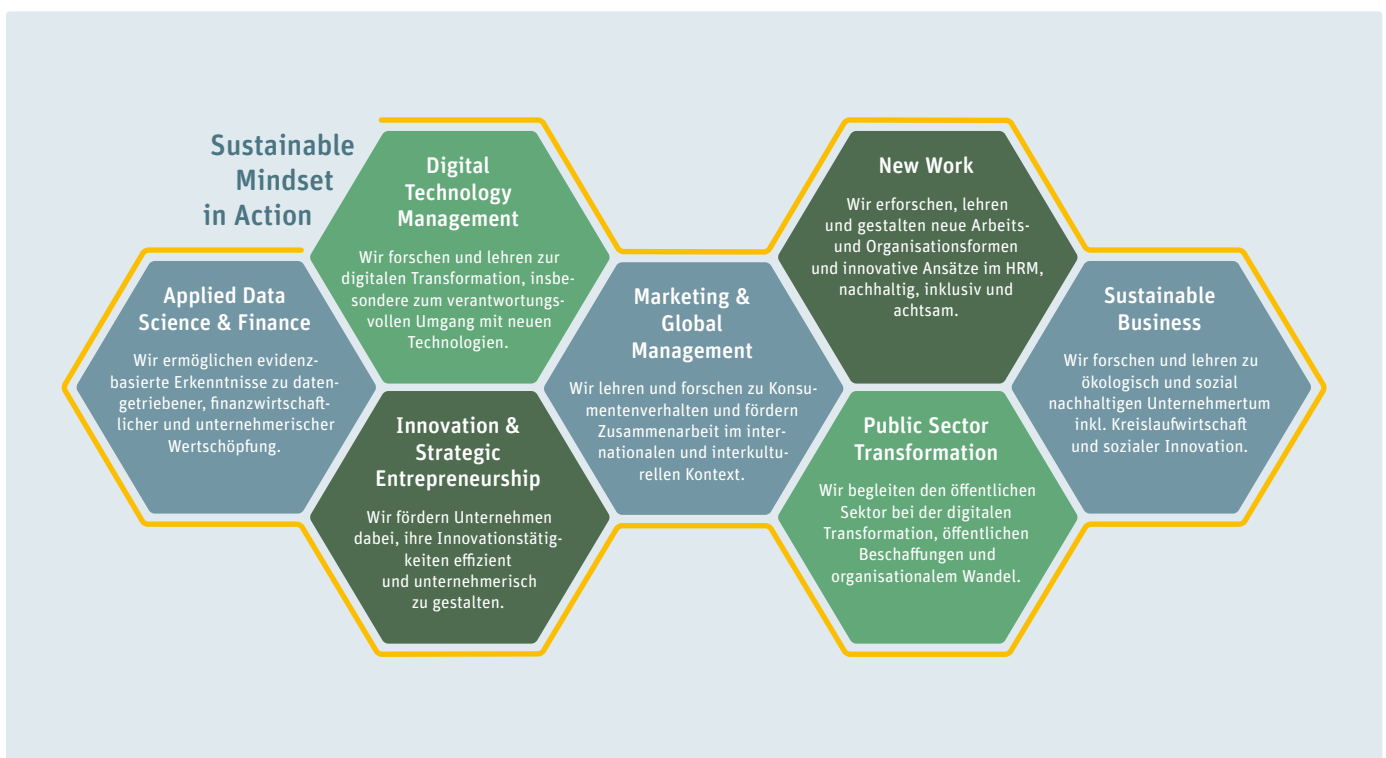 Sustainable
Mindset
in Action
Applied Data
Science & Finance
Wir ermöglichen evidenz-
basierte Erkenntnisse zu daten-
getriebener, finanzwirtschaft-
licher und unternehmerischer
Wertschöpfung.
Digital
Technology
Management
Wir forschen und lehren zur
digitalen Transformation, insbe-
sondere zum verantwortungs-
vollen Umgang mit neuen
Technologien.
Innovation &
Strategic
Entrepreneurship
Wir fördern Unternehmen
dabei, ihre Innovationstätig-
keiten effizient
und unternehmerisch
zu gestalten.
Marketing &
Global
Management
Wir lehren und forschen zu Konsu-
mentenverhalten und fördern
Zusammenarbeit im inter-
nationalen und interkultu-
rellen Kontext.
New Work
Wir erforschen, lehren
und gestalten neue Arbeits-
und Organisationsformen
und innovative Ansätze im HRM,
nachhaltig, inklusiv und
achtsam.
Public Sector
Transformation
Wir begleiten den öffentlichen
Sektor bei der digitalen
Transformation, öffentlichen
Beschaffungen und
organisationalem Wandel.
Sustainable
Business
Wir forschen und lehren zu
ökologisch und sozial
nachhaltigen Unternehmertum
inkl. Kreislaufwirtschaft
und sozialer Innovation.